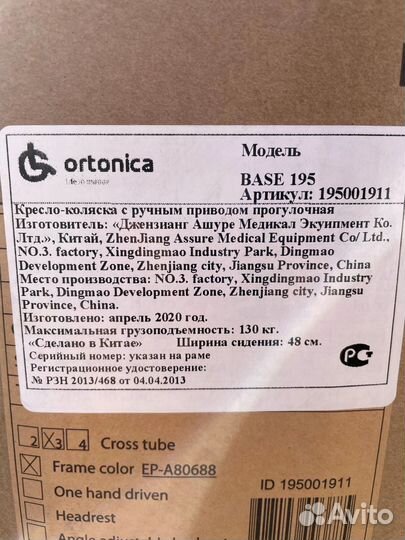 ortonica
Life to increase
Модель
BASE 195
Артикул: 195001911
Кресло-коляска с ручным приводом прогулочная
Изготовитель: «Джензианг Ашуре Медикал Экуипмент Ко.
Лтд.», Китай, ZhenJiang Assure Medical Equipment Co/ Ltd.,
NO.3. factory, Xingdingmao Industry Park, Dingmao
Development Zone, Zhenjiang city, Jiangsu Province, China
Место производства: NO.3. factory, Xingdingmao Industry
Park, Dingmao Development Zone, Zhenjiang city, Jiangsu
Province, China.
Изготовлено: апрель 2020 год.
Максимальная грузоподъемность: 130 кг.
«Сделано в Китае» Ширина сидения: 48 см.
Серийный номер: указан на раме
Регистрационное удостоверение:
№ РЗН 2013/468 от 04.04.2013
2 X3 4 Cross tube
X Frame color EP-A80688
One hand driven
ID 195001911
Headrest
Avito